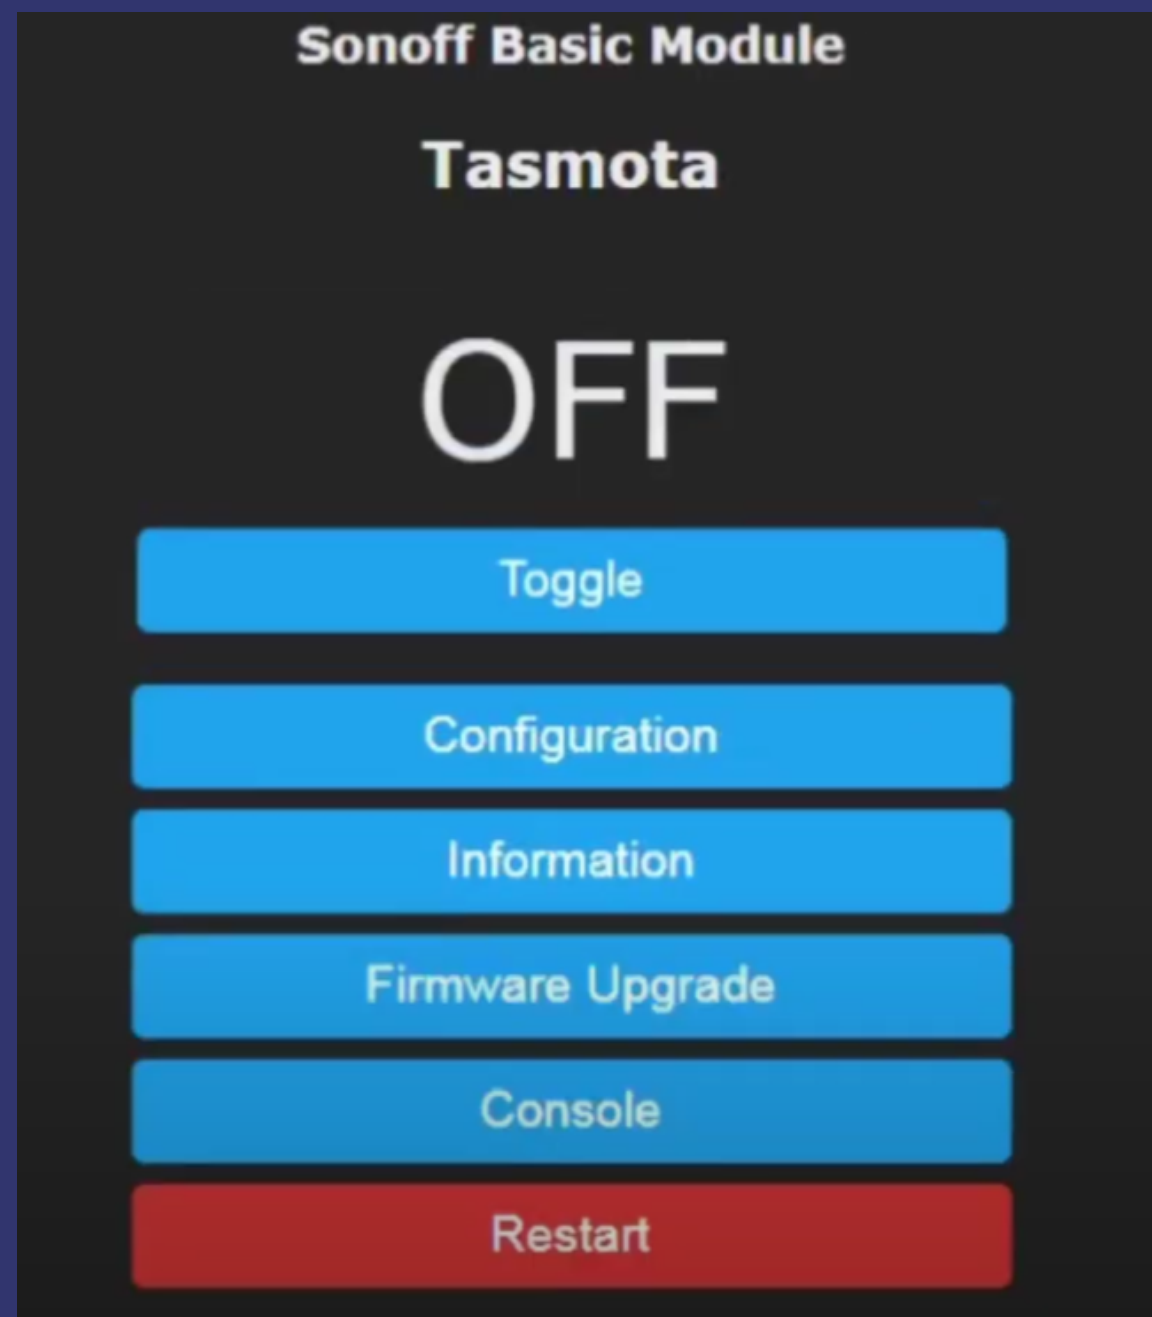 Sonoff Basic Module
Tasmota
OFF
Toggle
Configuration
Information
Firmware Upgrade
Console
Restart